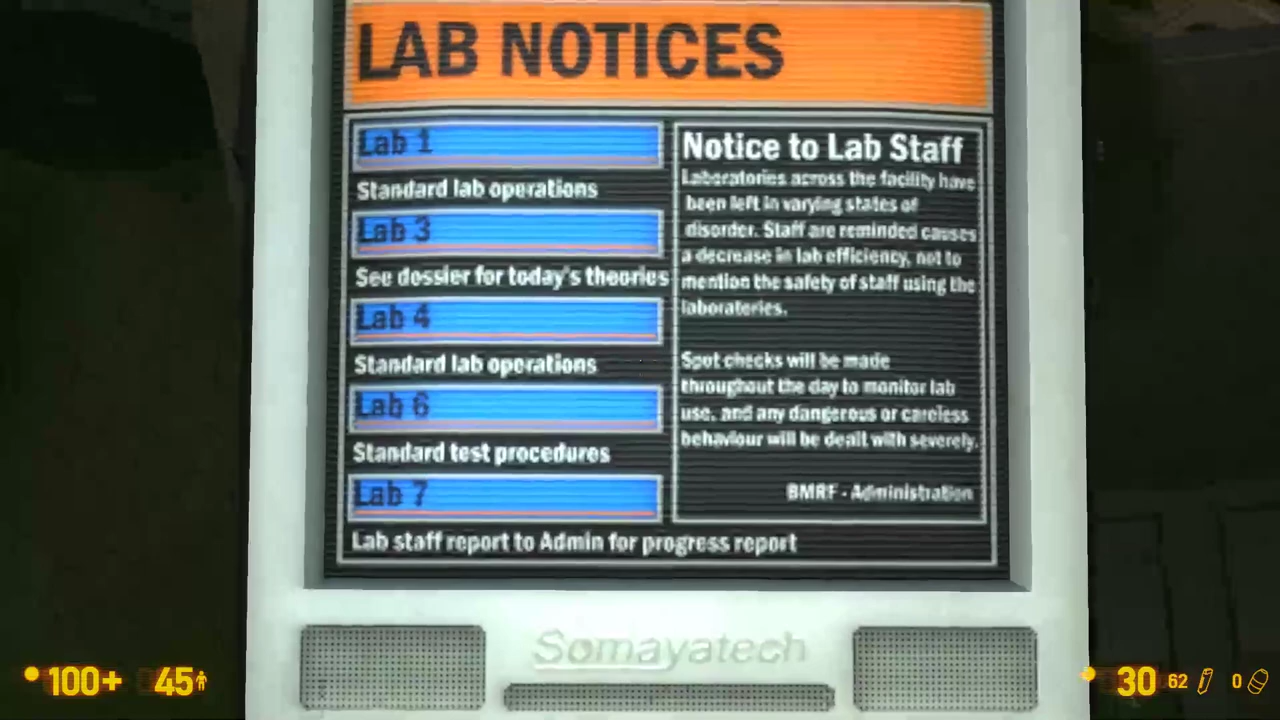 LAB NOTICES
Lab 1
Standard lab operations
Lab 3
See dossier for today's theories
Lab 4
Standard lab operations
Lab 6
Standard test procedures
Lab 7
Lab staff report to Admin for progress report
Notice to Lab Staff
Laboratories across the facility have
been left in varying states of
disorder. Staff are reminded causes
a decrease in lab efficiency, not to
mention the safety of staff using the
laboratories.
Spot checks will be made
throughout the day to monitor lab
use, and any dangerous or careless
behaviour will be dealt with severely.
BMRF - Administration
Somayatech
100+ 45
30 62 0